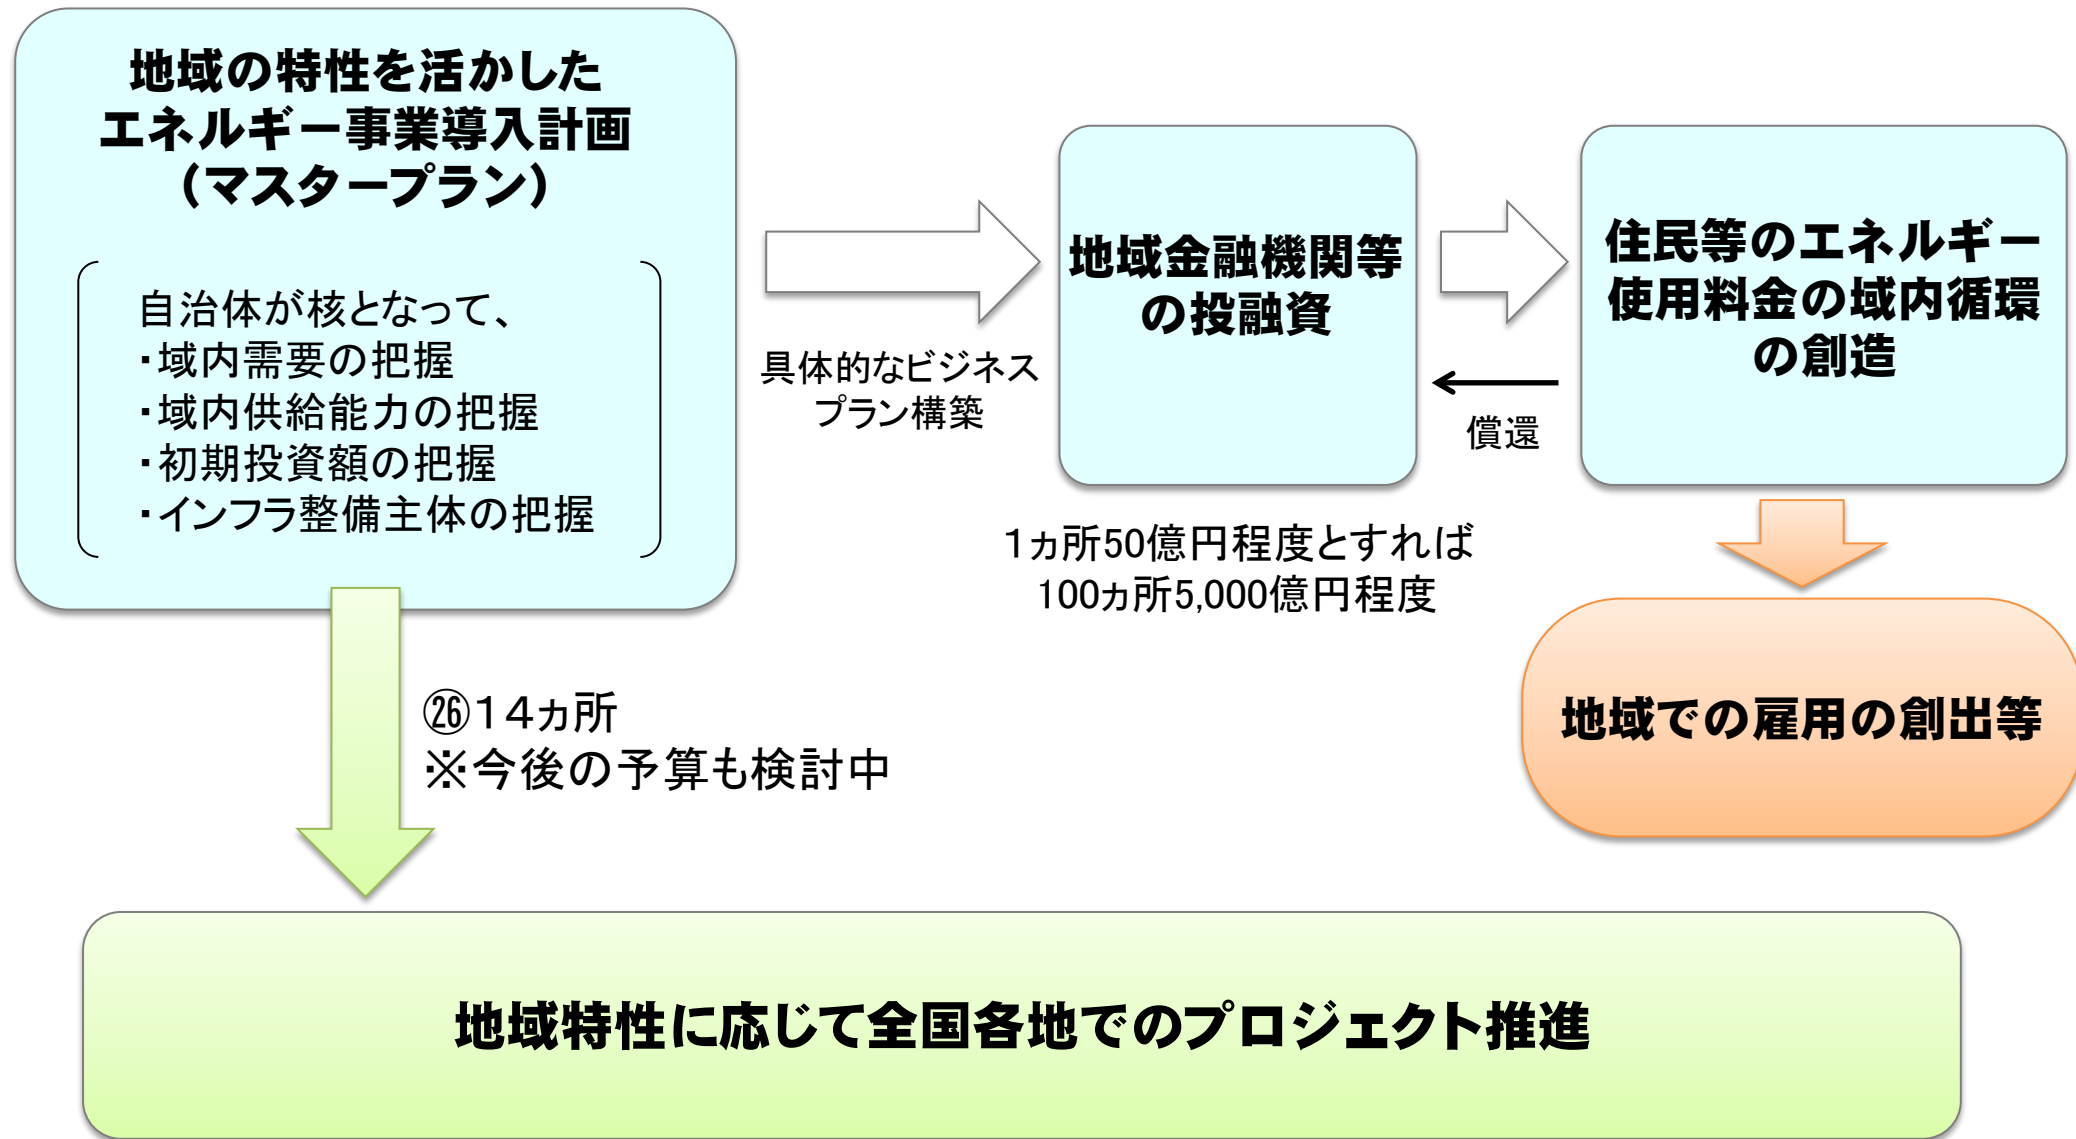 地域の特性を活かした
エネルギー事業導入計画
（マスタープラン）
自治体が核となって、
・域内需要の把握
・域内供給能力の把握
・初期投資額の把握
・インフラ整備主体の把握
具体的なビジネス
プラン構築
地域金融機関等
の投融資
1ヵ所50億円程度とすれば
100ヵ所5,000億円程度
償還
住民等のエネルギー
使用料金の域内循環
の創造
地域での雇用の創出等
㉖１４ヵ所
※今後の予算も検討中
地域特性に応じて全国各地でのプロジェクト推進